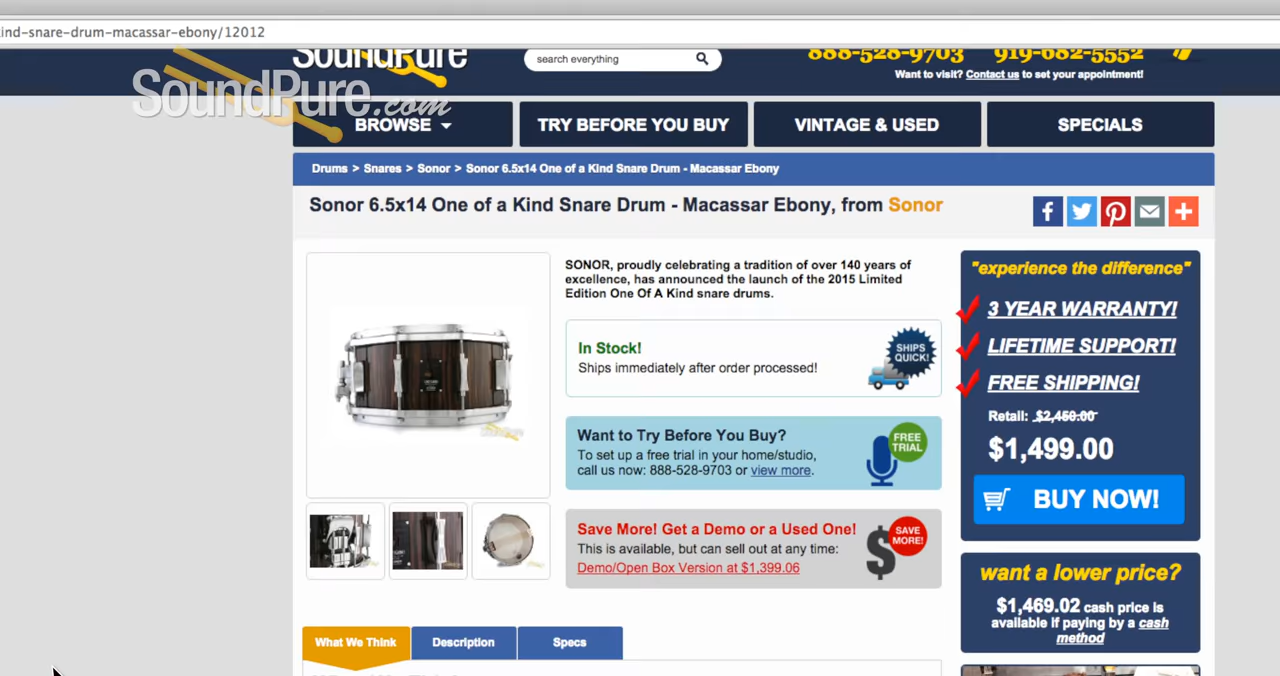 kind-snare-drum-macassar-ebony/12012
SoundPure
search everything
888-528-9703 919-682-5552
Want to visit? Contact us to set your appointment!
SoundPure.com
BROWSE
TRY BEFORE YOU BUY
VINTAGE & USED
SPECIALS
Drums > Snares > Sonor > Sonor 6.5x14 One of a Kind Snare Drum - Macassar Ebony
Sonor 6.5x14 One of a Kind Snare Drum - Macassar Ebony, from Sonor
SONOR, proudly celebrating a tradition of over 140 years of
excellence, has announced the launch of the 2015 Limited
Edition One Of A Kind snare drums.
In Stock!
Ships immediately after order processed!
SHIPS
QUICK!
Want to Try Before You Buy?
To set up a free trial in your home/studio,
call us now: 888-528-9703 or view more.
FREE
TRIAL
Save More! Get a Demo or a Used One!
This is available, but can sell out at any time:
Demo/Open Box Version at $1,399.06
SAVE
MORE!
"experience the difference"
3 YEAR WARRANTY!
LIFETIME SUPPORT!
FREE SHIPPING!
Retail: $2,450.00
$1,499.00
BUY NOW!
want a lower price?
$1,469.02 cash price is
available if paying by a cash
method
What We Think
Description
Specs